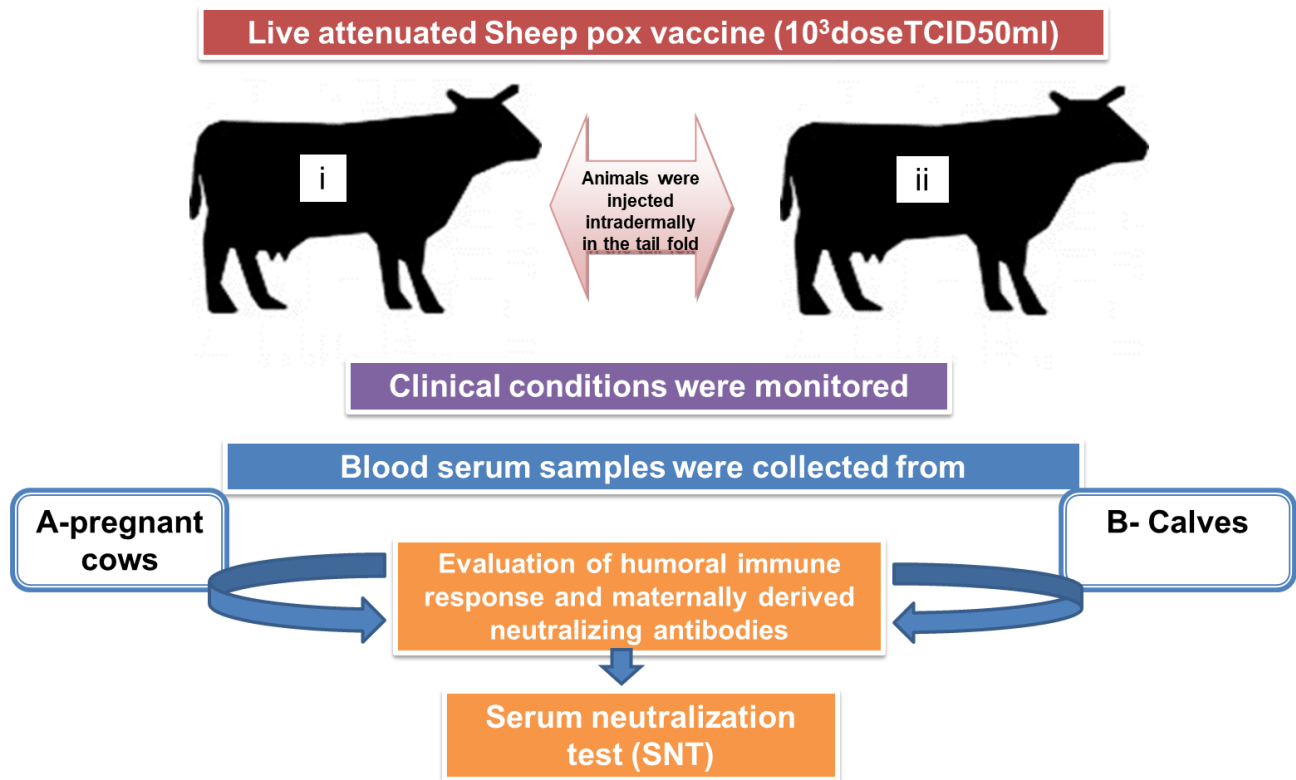 Live attenuated Sheep pox vaccine (10³doseTCID50ml)
i
Animals were
injected
intradermally
in the tail fold
ii
Clinical conditions were monitored
Blood serum samples were collected from
A-pregnant
cows
B- Calves
Evaluation of humoral immune
response and maternally derived
neutralizing antibodies
Serum neutralization
test (SNT)